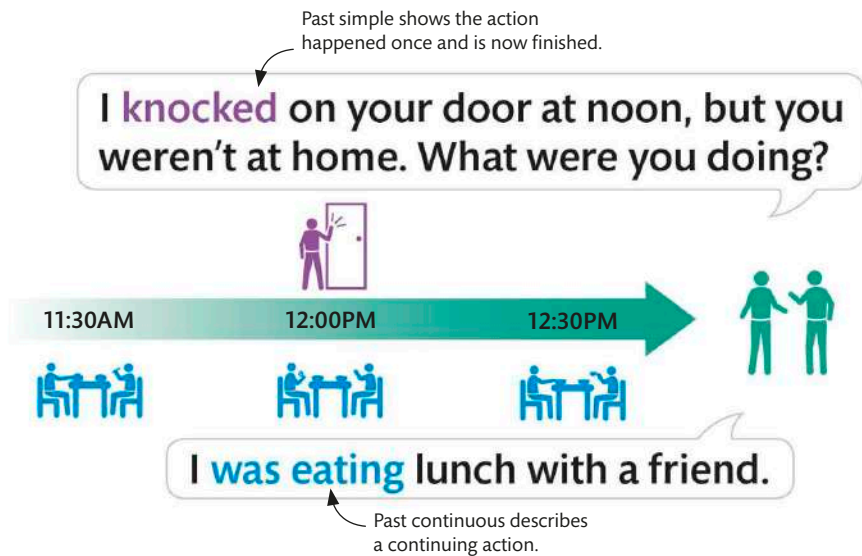 Past simple shows the action
happened once and is now finished.
I knocked on your door at noon, but you
weren't at home. What were you doing?
11:30AM 12:00PM 12:30PM
I was eating lunch with a friend.
Past continuous describes
a continuing action.